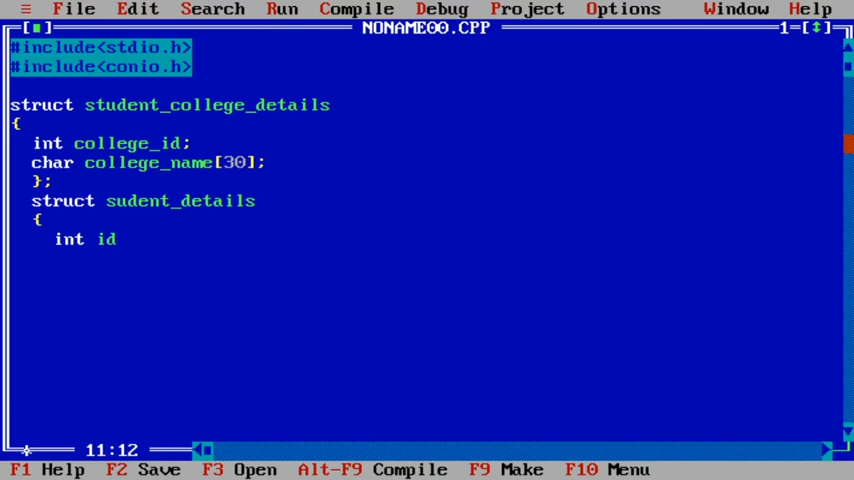 ≡ File Edit Search Run Compile Debug Project Options Window Help
NONAME00.CPP 1
#include<stdio.h>
#include<conio.h>
struct student_college_details
{
int college_id;
char college_name[30];
};
struct sudent_details
{
int id
11:12
F1 Help F2 Save F3 Open Alt-F9 Compile F9 Make F10 Menu